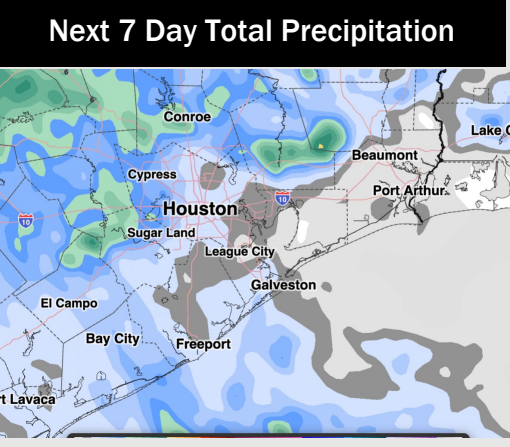 Next 7 Day Total Precipitation
Conroe
Lake C
Beaumont
Cypress
Port Arthur
10
Houston
10
Sugar Land
League City
Galveston
El Campo
Bay City
Freeport
rt Lavaca